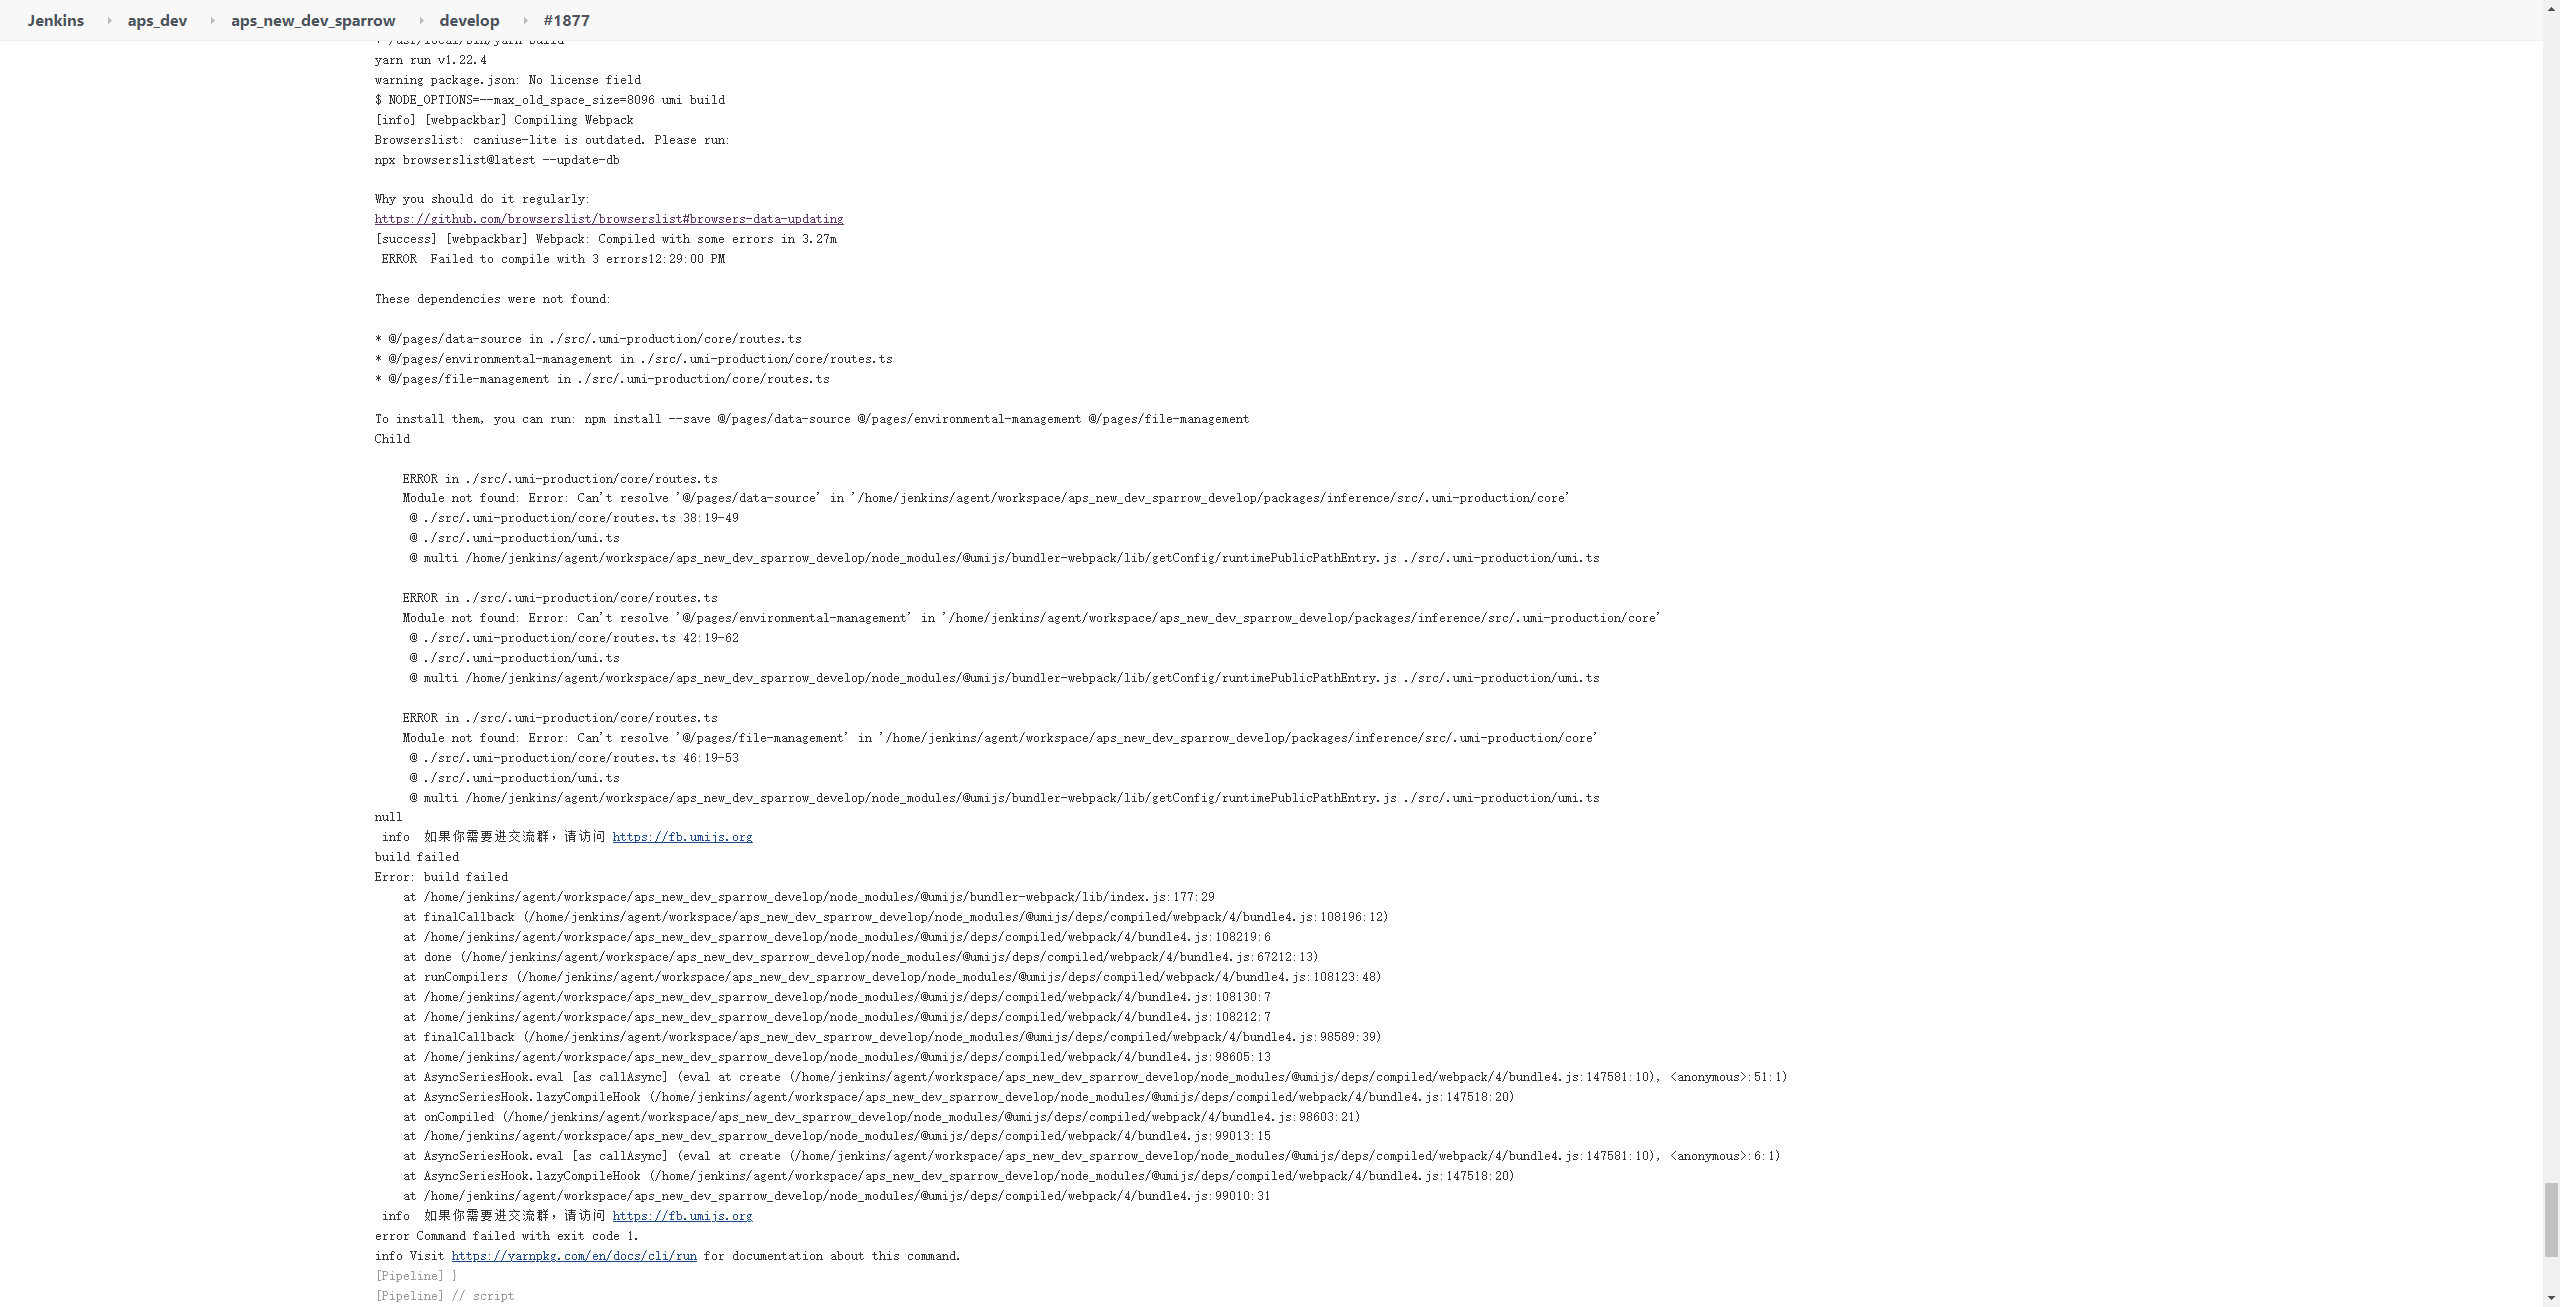 Jenkins aps_dev aps_new_dev_sparrow develop #1877
+ /usr/local/bin/yarn build
yarn run v1.22.4
warning package.json: No license field
$ NODE_OPTIONS=--max_old_space_size=8096 umi build
[info] [webpackbar] Compiling Webpack
Browserslist: caniuse-lite is outdated. Please run:
npx browserslist@latest --update-db
Why you should do it regularly:
https://github.com/browserslist/browserslist#browsers-data-updating
[success] [webpackbar] Webpack: Compiled with some errors in 3.27m
ERROR  Failed to compile with 3 errors12:29:00 PM
These dependencies were not found:
* @/pages/data-source in ./src/.umi-production/core/routes.ts
* @/pages/environmental-management in ./src/.umi-production/core/routes.ts
* @/pages/file-management in ./src/.umi-production/core/routes.ts
To install them, you can run: npm install --save @/pages/data-source @/pages/environmental-management @/pages/file-management
Child
ERROR in ./src/.umi-production/core/routes.ts
Module not found: Error: Can't resolve '@/pages/data-source' in '/home/jenkins/agent/workspace/aps_new_dev_sparrow_develop/packages/inference/src/.umi-production/core'
@ ./src/.umi-production/core/routes.ts 38:19-49
@ ./src/.umi-production/umi.ts
@ multi /home/jenkins/agent/workspace/aps_new_dev_sparrow_develop/node_modules/@umijs/bundler-webpack/lib/getConfig/runtimePublicPathEntry.js ./src/.umi-production/umi.ts
ERROR in ./src/.umi-production/core/routes.ts
Module not found: Error: Can't resolve '@/pages/environmental-management' in '/home/jenkins/agent/workspace/aps_new_dev_sparrow_develop/packages/inference/src/.umi-production/core'
@ ./src/.umi-production/core/routes.ts 42:19-62
@ ./src/.umi-production/umi.ts
@ multi /home/jenkins/agent/workspace/aps_new_dev_sparrow_develop/node_modules/@umijs/bundler-webpack/lib/getConfig/runtimePublicPathEntry.js ./src/.umi-production/umi.ts
ERROR in ./src/.umi-production/core/routes.ts
Module not found: Error: Can't resolve '@/pages/file-management' in '/home/jenkins/agent/workspace/aps_new_dev_sparrow_develop/packages/inference/src/.umi-production/core'
@ ./src/.umi-production/core/routes.ts 46:19-53
@ ./src/.umi-production/umi.ts
@ multi /home/jenkins/agent/workspace/aps_new_dev_sparrow_develop/node_modules/@umijs/bundler-webpack/lib/getConfig/runtimePublicPathEntry.js ./src/.umi-production/umi.ts
null
info  如果你需要进交流群，请访问 https://fb.umijs.org
build failed
Error: build failed
at /home/jenkins/agent/workspace/aps_new_dev_sparrow_develop/node_modules/@umijs/bundler-webpack/lib/index.js:177:29
at finalCallback (/home/jenkins/agent/workspace/aps_new_dev_sparrow_develop/node_modules/@umijs/deps/compiled/webpack/4/bundle4.js:108196:12)
at /home/jenkins/agent/workspace/aps_new_dev_sparrow_develop/node_modules/@umijs/deps/compiled/webpack/4/bundle4.js:108219:6
at done (/home/jenkins/agent/workspace/aps_new_dev_sparrow_develop/node_modules/@umijs/deps/compiled/webpack/4/bundle4.js:67212:13)
at runCompilers (/home/jenkins/agent/workspace/aps_new_dev_sparrow_develop/node_modules/@umijs/deps/compiled/webpack/4/bundle4.js:108123:48)
at /home/jenkins/agent/workspace/aps_new_dev_sparrow_develop/node_modules/@umijs/deps/compiled/webpack/4/bundle4.js:108130:7
at /home/jenkins/agent/workspace/aps_new_dev_sparrow_develop/node_modules/@umijs/deps/compiled/webpack/4/bundle4.js:108212:7
at finalCallback (/home/jenkins/agent/workspace/aps_new_dev_sparrow_develop/node_modules/@umijs/deps/compiled/webpack/4/bundle4.js:98589:39)
at /home/jenkins/agent/workspace/aps_new_dev_sparrow_develop/node_modules/@umijs/deps/compiled/webpack/4/bundle4.js:98605:13
at AsyncSeriesHook.eval [as callAsync] (eval at create (/home/jenkins/agent/workspace/aps_new_dev_sparrow_develop/node_modules/@umijs/deps/compiled/webpack/4/bundle4.js:147581:10), <anonymous>:51:1)
at AsyncSeriesHook.lazyCompileHook (/home/jenkins/agent/workspace/aps_new_dev_sparrow_develop/node_modules/@umijs/deps/compiled/webpack/4/bundle4.js:147518:20)
at onCompiled (/home/jenkins/agent/workspace/aps_new_dev_sparrow_develop/node_modules/@umijs/deps/compiled/webpack/4/bundle4.js:98603:21)
at /home/jenkins/agent/workspace/aps_new_dev_sparrow_develop/node_modules/@umijs/deps/compiled/webpack/4/bundle4.js:99013:15
at AsyncSeriesHook.eval [as callAsync] (eval at create (/home/jenkins/agent/workspace/aps_new_dev_sparrow_develop/node_modules/@umijs/deps/compiled/webpack/4/bundle4.js:147581:10), <anonymous>:6:1)
at AsyncSeriesHook.lazyCompileHook (/home/jenkins/agent/workspace/aps_new_dev_sparrow_develop/node_modules/@umijs/deps/compiled/webpack/4/bundle4.js:147518:20)
at /home/jenkins/agent/workspace/aps_new_dev_sparrow_develop/node_modules/@umijs/deps/compiled/webpack/4/bundle4.js:99010:31
info  如果你需要进交流群，请访问 https://fb.umijs.org
error Command failed with exit code 1.
info Visit https://yarnpkg.com/en/docs/cli/run for documentation about this command.
[Pipeline] }
[Pipeline] // script